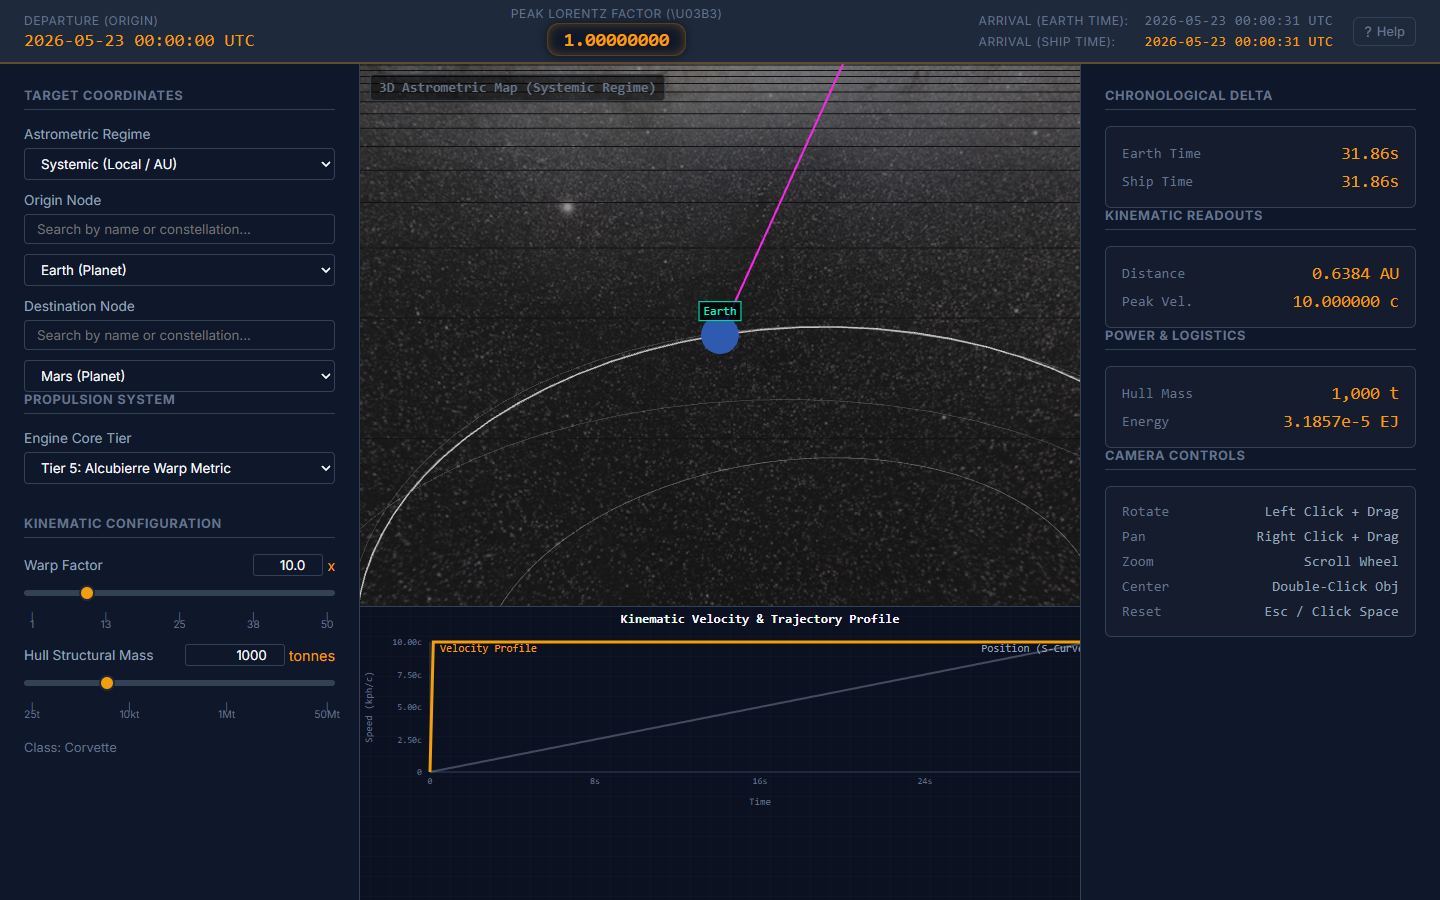 DEPARTURE (ORIGIN)
2026-05-23 00:00:00 UTC
PEAK LORENTZ FACTOR (\U03B3)
1.00000000
ARRIVAL (EARTH TIME): 2026-05-23 00:00:31 UTC
ARRIVAL (SHIP TIME): 2026-05-23 00:00:31 UTC
? Help
TARGET COORDINATES
Astrometric Regime
Systemic (Local / AU)
Origin Node
Search by name or constellation...
Earth (Planet)
Destination Node
Search by name or constellation...
Mars (Planet)
PROPULSION SYSTEM
Engine Core Tier
Tier 5: Alcubierre Warp Metric
KINEMATIC CONFIGURATION
Warp Factor 10.0 x
1 13 25 38 50
Hull Structural Mass 1000 tonnes
25t 10kt 1Mt 50Mt
Class: Corvette
3D Astrometric Map (Systemic Regime)
Earth
Kinematic Velocity & Trajectory Profile
Velocity Profile
Position (S-Curve
Speed (kph/c)
10.00c
7.50c
5.00c
2.50c
0
0 8s 16s 24s
Time
CHRONOLOGICAL DELTA
Earth Time 31.86s
Ship Time 31.86s
KINEMATIC READOUTS
Distance 0.6384 AU
Peak Vel. 10.000000 c
POWER & LOGISTICS
Hull Mass 1,000 t
Energy 3.1857e-5 EJ
CAMERA CONTROLS
Rotate Left Click + Drag
Pan Right Click + Drag
Zoom Scroll Wheel
Center Double-Click Obj
Reset Esc / Click Space